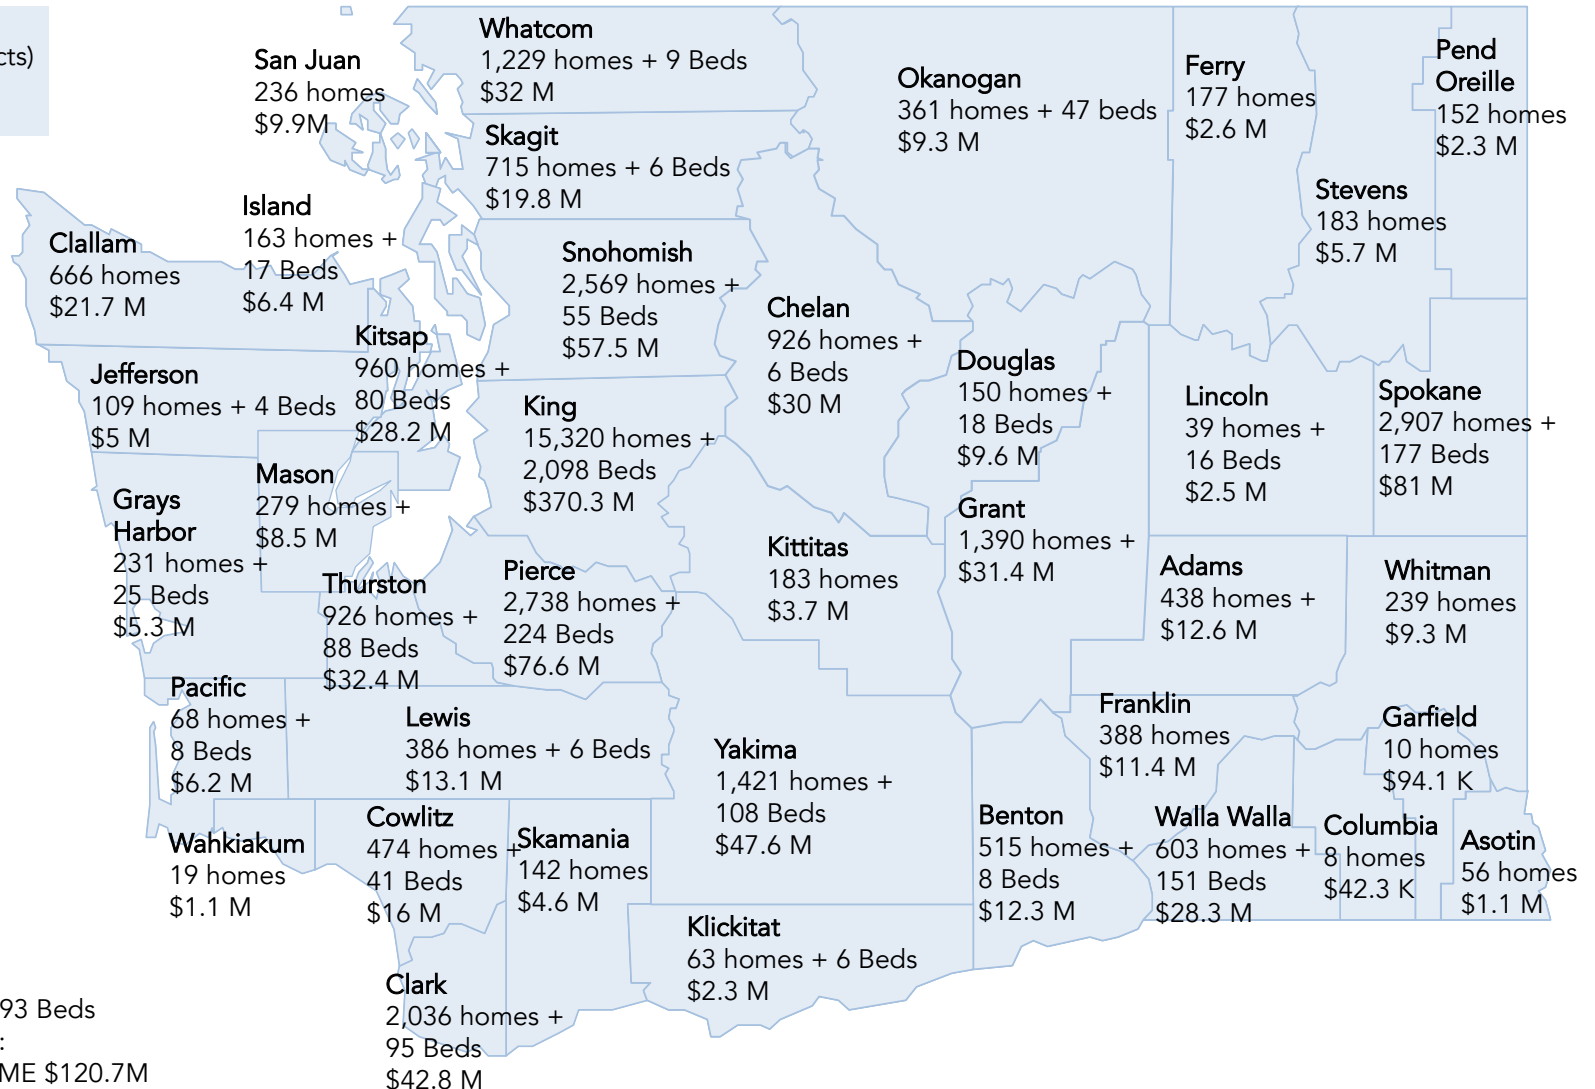 cts)
San Juan
236 homes
$9.9M
Whatcom
1,229 homes + 9 Beds
$32 M
Skagit
715 homes + 6 Beds
$19.8 M
Okanogan
361 homes + 47 beds
$9.3 M
Ferry
177 homes
$2.6 M
Pend
Oreille
152 homes
$2.3 M
Stevens
183 homes
$5.7 M
Island
163 homes +
17 Beds
$6.4 M
Clallam
666 homes
$21.7 M
Snohomish
2,569 homes +
55 Beds
$57.5 M
Chelan
926 homes +
6 Beds
$30 M
Kitsap
960 homes +
80 Beds
$28.2 M
Jefferson
109 homes + 4 Beds
$5 M
King
15,320 homes +
2,098 Beds
$370.3 M
Douglas
150 homes +
18 Beds
$9.6 M
Lincoln
39 homes +
16 Beds
$2.5 M
Spokane
2,907 homes +
177 Beds
$81 M
Mason
279 homes +
$8.5 M
Grays
Harbor
231 homes +
25 Beds
$5.3 M
Grant
1,390 homes +
$31.4 M
Kittitas
183 homes
$3.7 M
Thurston
926 homes +
88 Beds
$32.4 M
Pierce
2,738 homes +
224 Beds
$76.6 M
Adams
438 homes +
$12.6 M
Whitman
239 homes
$9.3 M
Pacific
68 homes +
8 Beds
$6.2 M
Lewis
386 homes + 6 Beds
$13.1 M
Yakima
1,421 homes +
108 Beds
$47.6 M
Franklin
388 homes
$11.4 M
Garfield
10 homes
$94.1 K
Wahkiakum
19 homes
$1.1 M
Cowlitz
474 homes +
41 Beds
$16 M
Skamania
142 homes
$4.6 M
Benton
515 homes +
8 Beds
$12.3 M
Walla Walla
603 homes +
151 Beds
$28.3 M
Columbia
8 homes
$42.3 K
Asotin
56 homes
$1.1 M
Klickitat
63 homes + 6 Beds
$2.3 M
Clark
2,036 homes +
95 Beds
$42.8 M
93 Beds
:
ME $120.7M